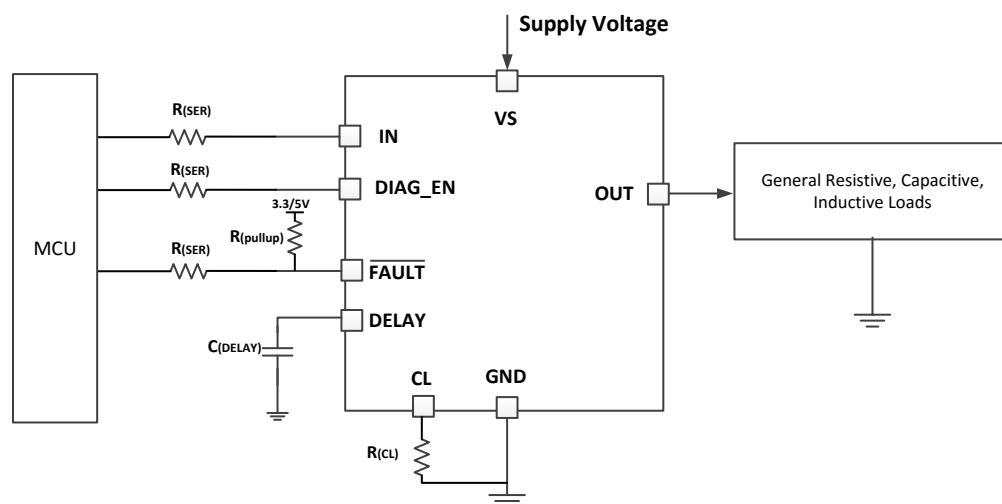 Supply Voltage
VS
MCU
R(SER)
IN
R(SER)
DIAG_EN
3.3/5V
R(pullup)
R(SER)
FAULT
DELAY
C(DELAY)
CL
GND
R(CL)
OUT
General Resistive, Capacitive,
Inductive Loads